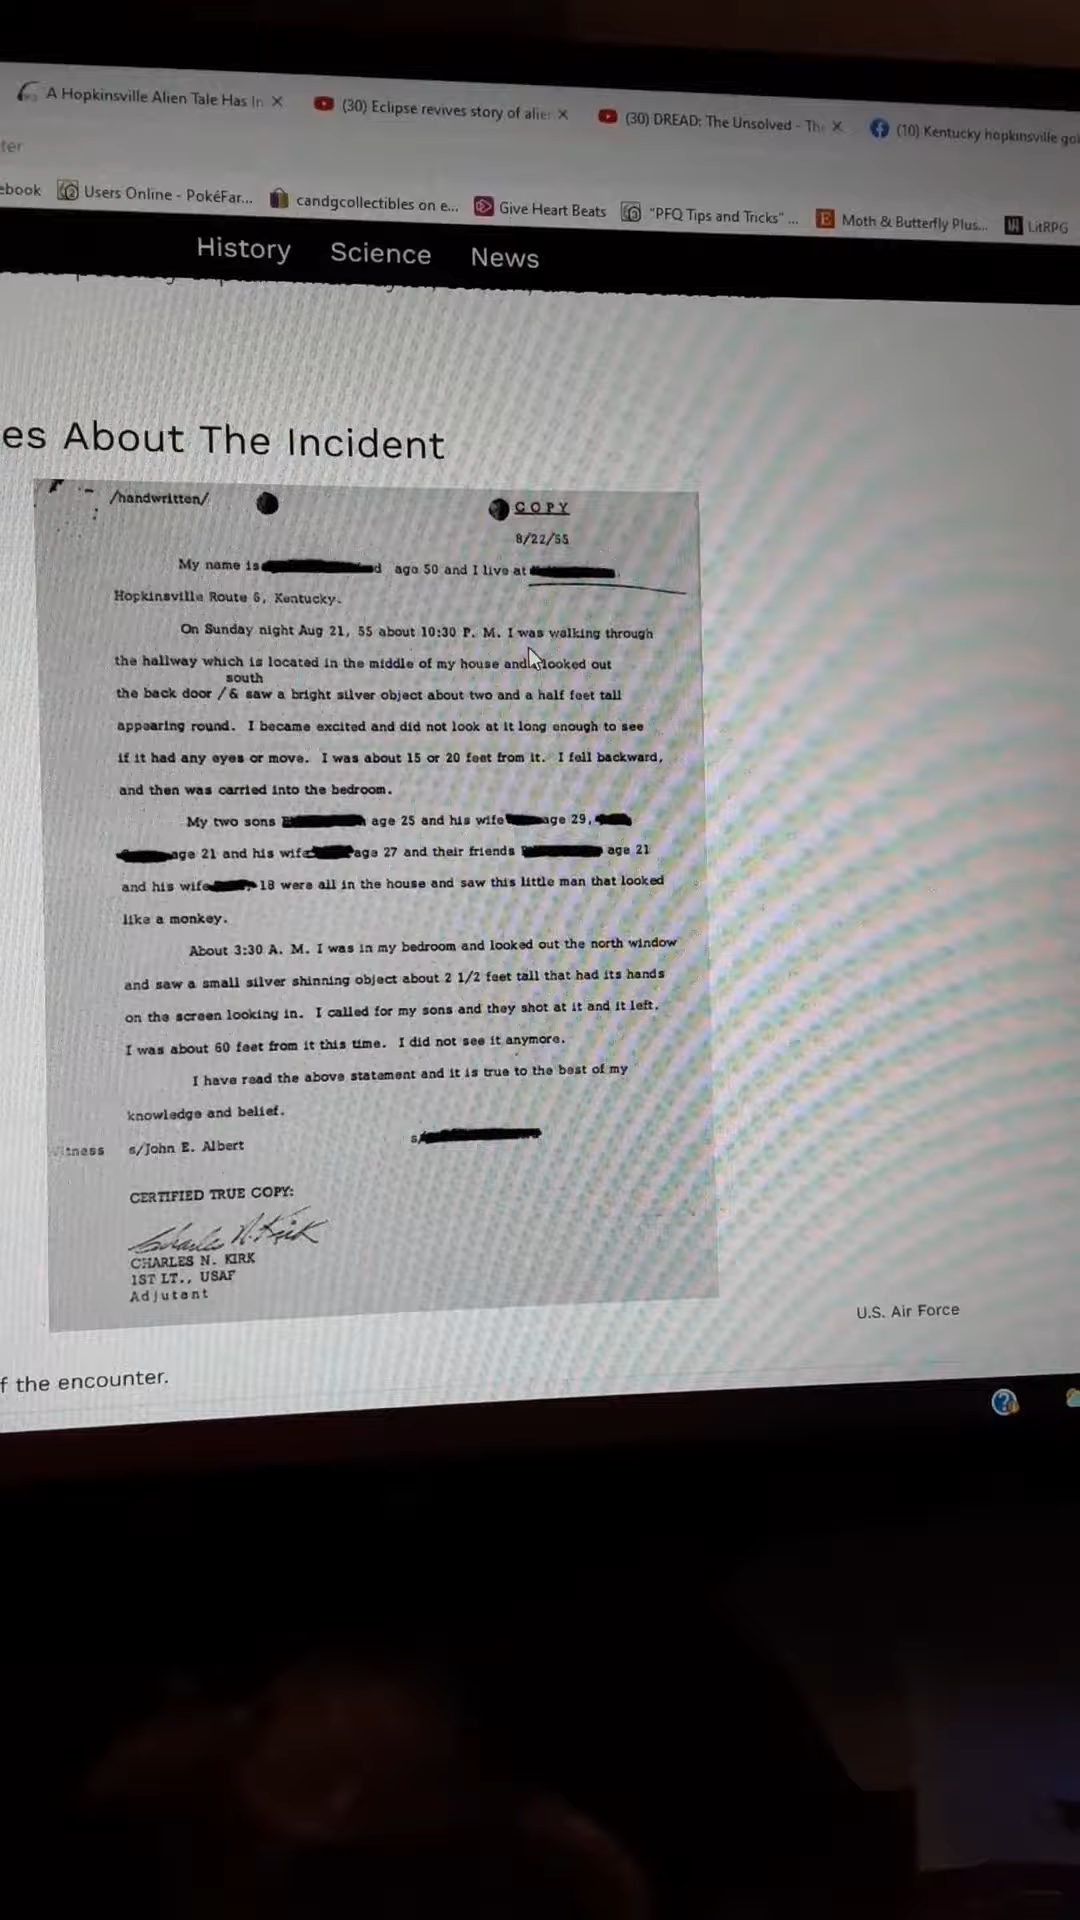 A Hopkinsville Alien Tale Has In
(30) Eclipse revives story of alie
(30) DREAD: The Unsolved - The
(10) Kentucky hopkinsville gol
ter
ebook
Users Online - PokéFar...
candgcollectibles on e...
Give Heart Beats
"PFQ Tips and Tricks" ...
Moth & Butterfly Plus...
LitRPG
History Science News
es About The Incident
/handwritten/
COPY
8/22/55
My name is d age 50 and I live at .
Hopkinsville Route 6, Kentucky.
On Sunday night Aug 21, 55 about 10:30 P. M. I was walking through
the hallway which is located in the middle of my house and looked out
south
the back door / & saw a bright silver object about two and a half feet tall
appearing round. I became excited and did not look at it long enough to see
if it had any eyes or move. I was about 15 or 20 feet from it. I fell backward,
and then was carried into the bedroom.
My two sons age 25 and his wife age 29,
age 21 and his wife age 27 and their friends age 21
and his wife 18 were all in the house and saw this little man that looked
like a monkey.
About 3:30 A. M. I was in my bedroom and looked out the north window
and saw a small silver shinning object about 2 1/2 feet tall that had its hands
on the screen looking in. I called for my sons and they shot at it and it left.
I was about 60 feet from it this time. I did not see it anymore.
I have read the above statement and it is true to the best of my
knowledge and belief.
s/
Witness s/John E. Albert
CERTIFIED TRUE COPY:
Charles N. Kirk
CHARLES N. KIRK
1ST LT., USAF
Adjutant
U.S. Air Force
f the encounter.